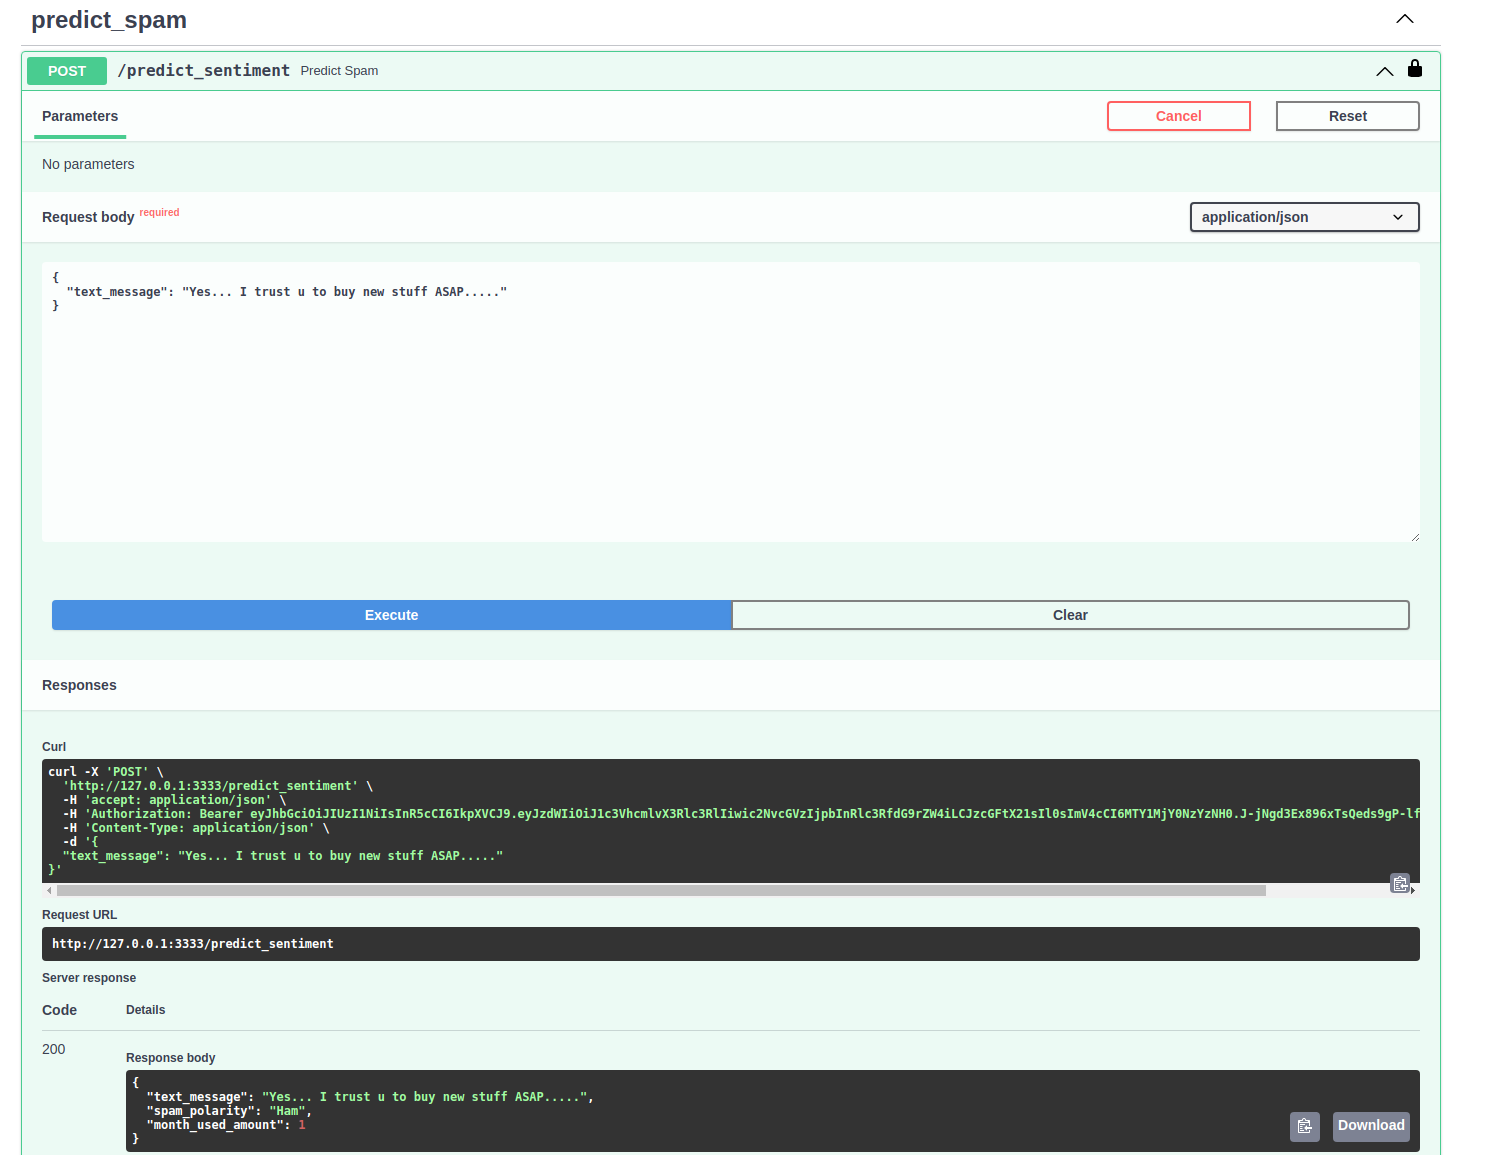 predict_spam
POST /predict_sentiment Predict Spam
Parameters Cancel Reset
No parameters
Request body required application/json
{
"text_message": "Yes... I trust u to buy new stuff ASAP....."
}
Execute Clear
Responses
Curl
curl -X 'POST' \
'http://127.0.0.1:3333/predict_sentiment' \
-H 'accept: application/json' \
-H 'Authorization: Bearer eyJhbGciOiJIUzI1NiIsInR5cCI6IkpXVCJ9.eyJzdWIiOiJ1c3VhcmlvX3Rlc3RlIiwic2NvcGVzIjpbInRlc3RfdG9rZW4iLCJzcGFtX21sIl0sImV4cCI6MTY1MjY0NzYzNH0.J-jNgd3Ex896xTsQeds9gP-lf
-H 'Content-Type: application/json' \
-d '{
"text_message": "Yes... I trust u to buy new stuff ASAP....."
}'
Request URL
http://127.0.0.1:3333/predict_sentiment
Server response
Code Details
200
Response body
{
"text_message": "Yes... I trust u to buy new stuff ASAP.....",
"spam_polarity": "Ham",
"month_used_amount": 1
}
Download